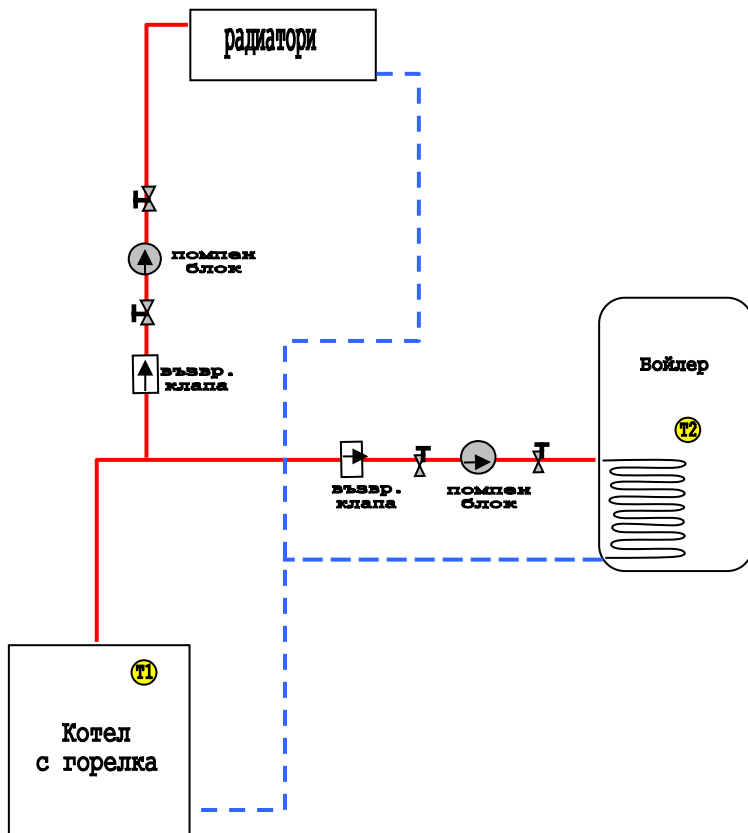 радиатори
помпен
блок
възвр.
клапа
Бойлер
T2
възвр.
клапа
помпен
блок
T1
Котел
с горелка